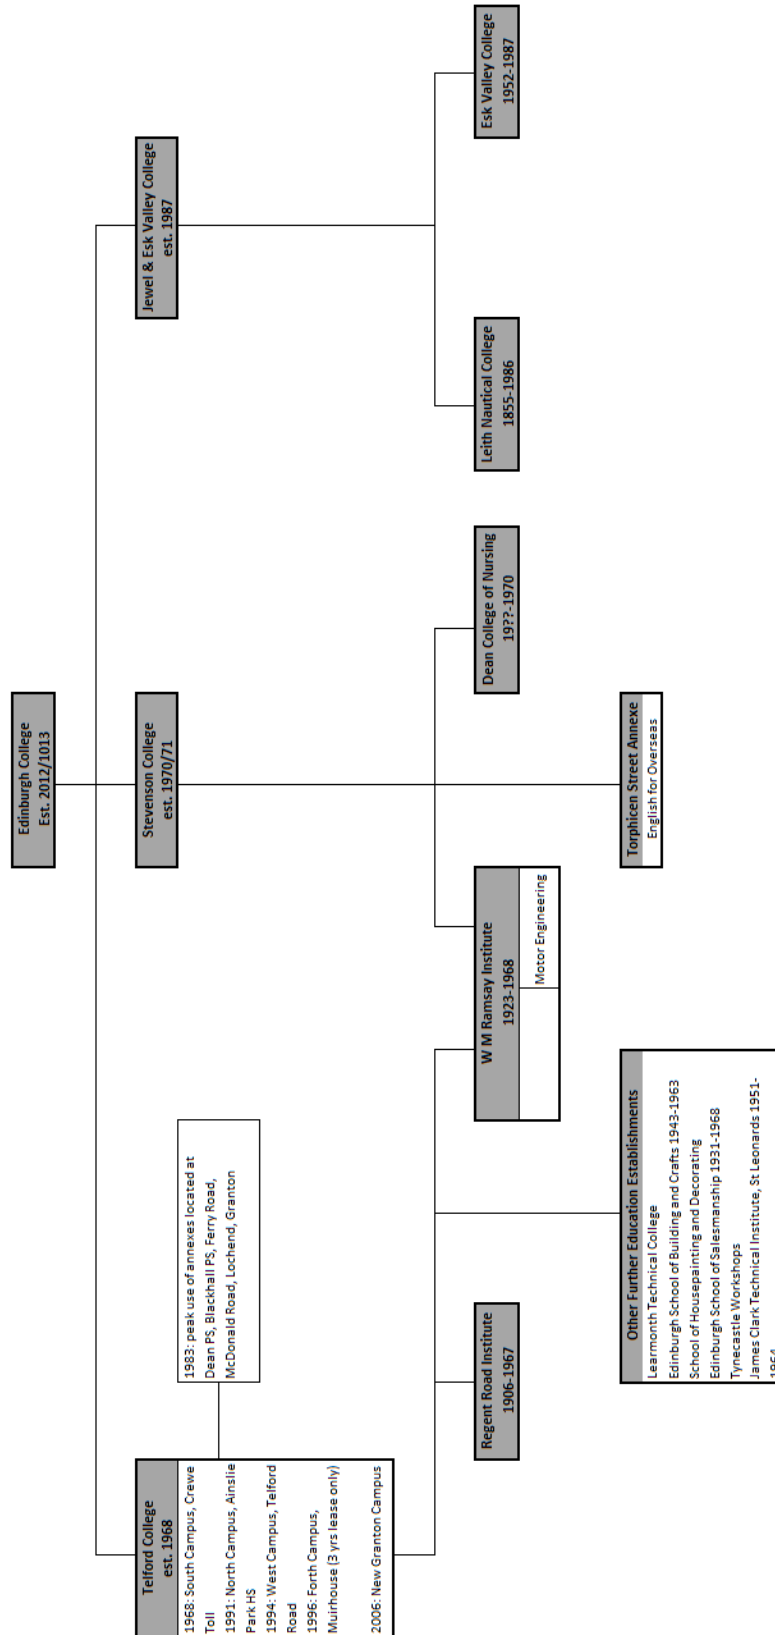 Edinburgh College
Est. 2012/1013
Telford College
est. 1968
1968: South Campus, Crewe
Toll
1991: North Campus, Ainslie
Park HS
1994: West Campus, Telford
Road
1996: Forth Campus,
Muirhouse (3 yrs lease only)
2006: New Granton Campus
1983: peak use of annexes located at
Dean PS, Blackhall PS, Ferry Road,
McDonald Road, Lochend, Granton
Stevenson College
est. 1970/71
Jewel & Esk Valley College
est. 1987
Regent Road Institute
1906-1967
W M Ramsay Institute
1923-1968
Motor Engineering
Dean College of Nursing
19??-1970
Leith Nautical College
1855-1986
Esk Valley College
1952-1987
Other Further Education Establishments
Learmonth Technical College
Edinburgh School of Building and Crafts 1943-1963
School of Housepainting and Decorating
Edinburgh School of Salesmanship 1931-1968
Tynecastle Workshops
James Clark Technical Institute, St Leonards 1951-
1964
Torphicen Street Annexe
English for Overseas